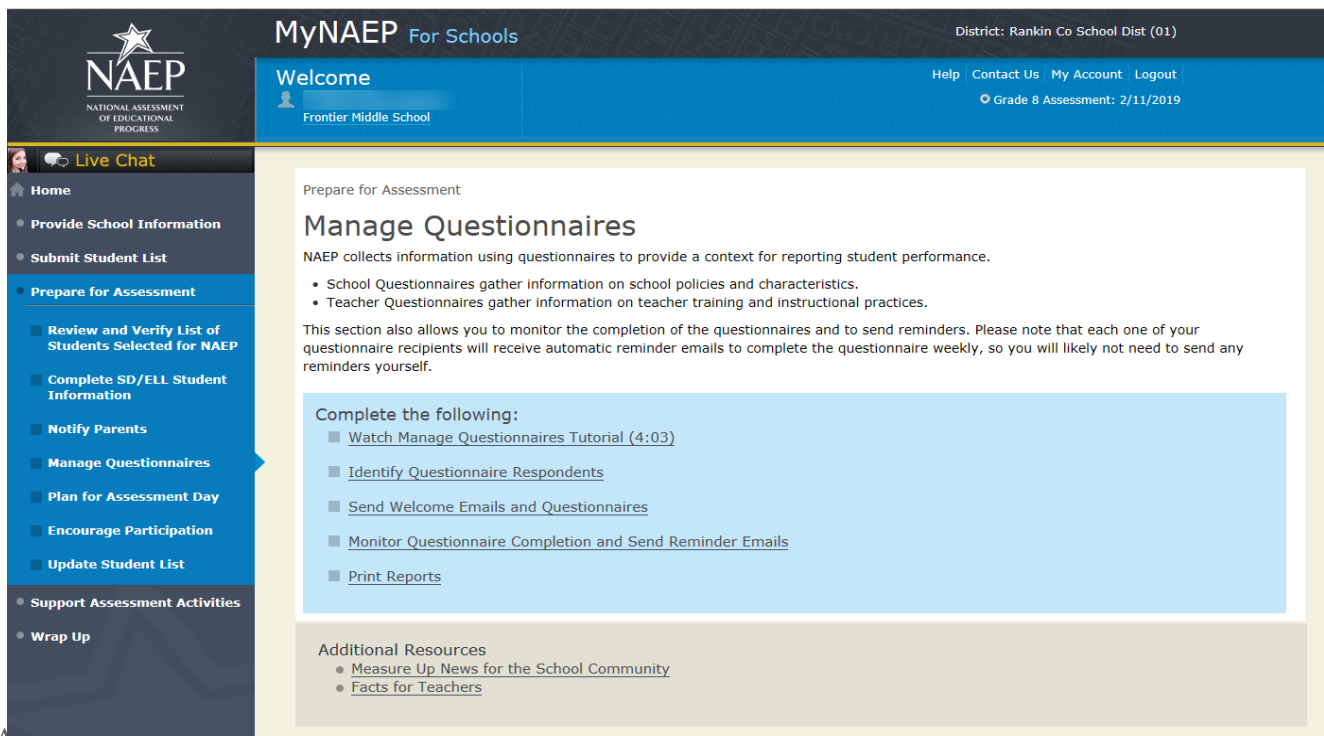 NAEP
NATIONAL ASSESSMENT
OF EDUCATIONAL
PROGRESS
MyNAEP For Schools
District: Rankin Co School Dist (01)
Welcome
Frontier Middle School
Help Contact Us My Account Logout
Grade 8 Assessment: 2/11/2019
Live Chat
Home
Provide School Information
Submit Student List
Prepare for Assessment
Review and Verify List of
Students Selected for NAEP
Complete SD/ELL Student
Information
Notify Parents
Manage Questionnaires
Plan for Assessment Day
Encourage Participation
Update Student List
Support Assessment Activities
Wrap Up
Prepare for Assessment
Manage Questionnaires
NAEP collects information using questionnaires to provide a context for reporting student performance.
• School Questionnaires gather information on school policies and characteristics.
• Teacher Questionnaires gather information on teacher training and instructional practices.
This section also allows you to monitor the completion of the questionnaires and to send reminders. Please note that each one of your
questionnaire recipients will receive automatic reminder emails to complete the questionnaire weekly, so you will likely not need to send any
reminders yourself.
Complete the following:
Watch Manage Questionnaires Tutorial (4:03)
Identify Questionnaire Respondents
Send Welcome Emails and Questionnaires
Monitor Questionnaire Completion and Send Reminder Emails
Print Reports
Additional Resources
Measure Up News for the School Community
Facts for Teachers